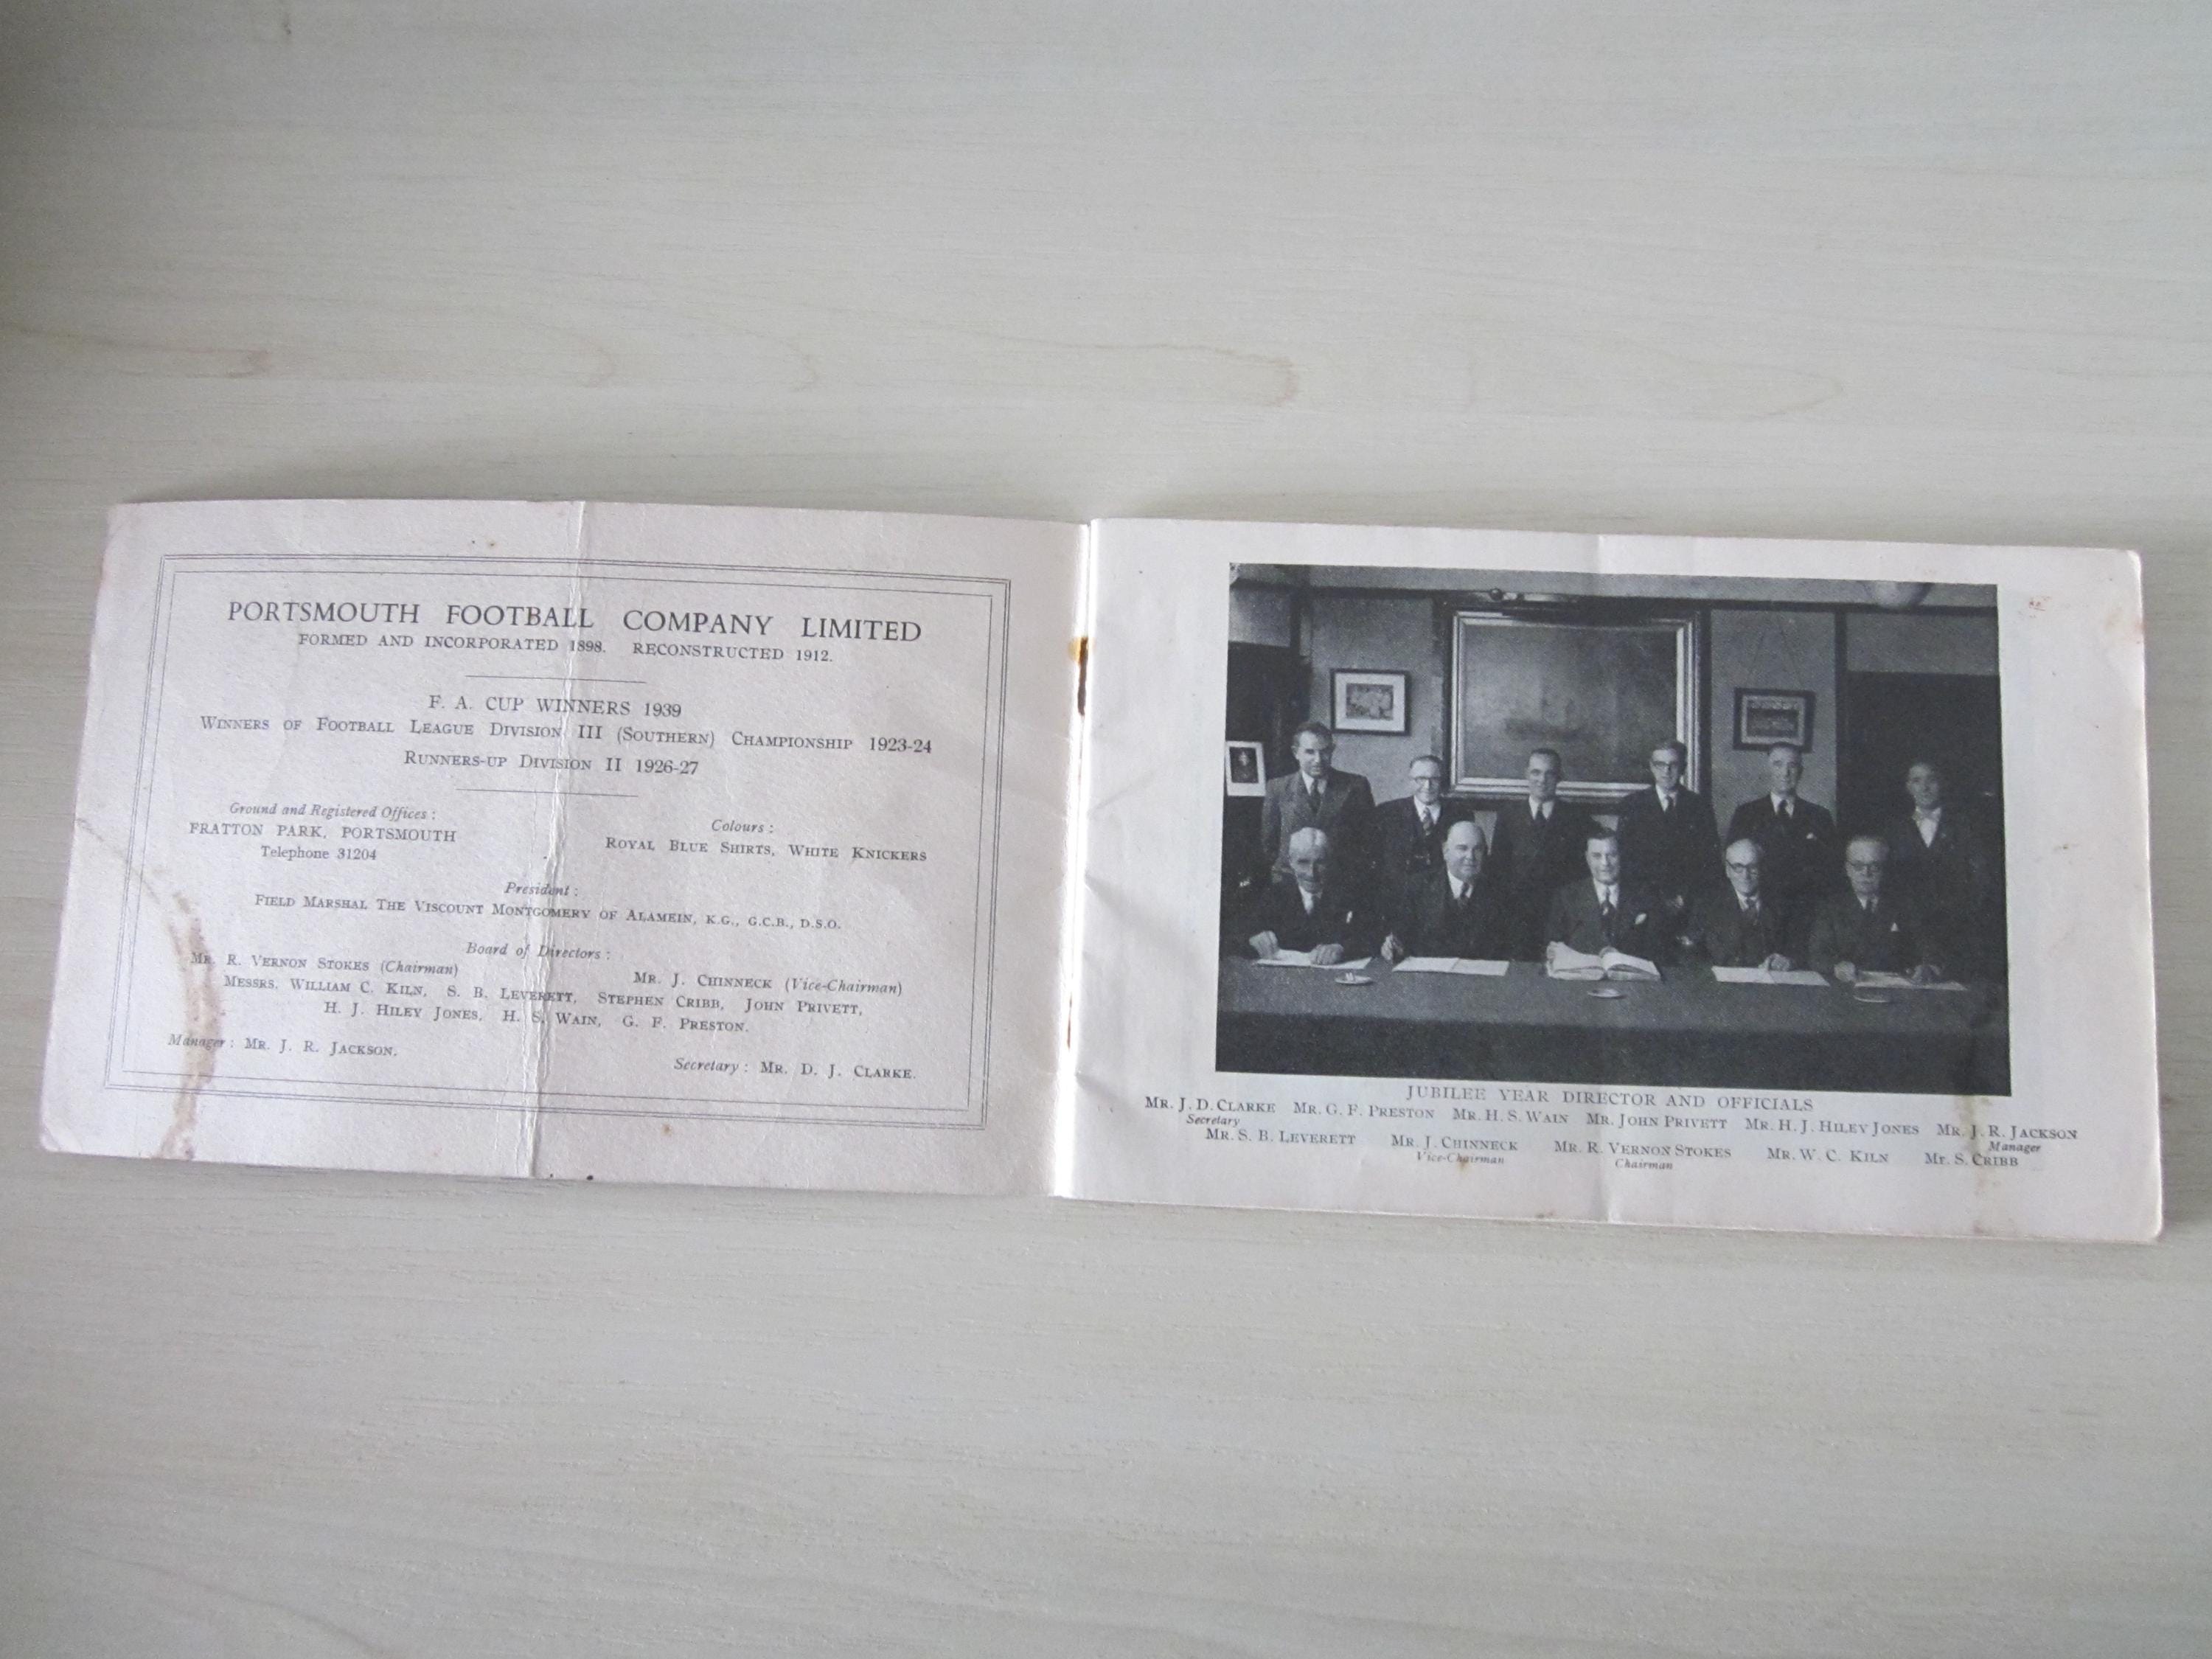 PORTSMOUTH FOOTBALL COMPANY LIMITED
FORMED AND INCORPORATED 1898. RECONSTRUCTED 1912.
F. A. CUP WINNERS 1939
WINNERS OF FOOTBALL LEAGUE DIVISION III (SOUTHERN) CHAMPIONSHIP 1923-24
RUNNERS-UP DIVISION II 1926-27
Ground and Registered Offices :
FRATTON PARK, PORTSMOUTH
Telephone 31204
Colours :
ROYAL BLUE SHIRTS, WHITE KNICKERS
President :
FIELD MARSHAL THE VISCOUNT MONTGOMERY OF ALAMEIN, K.G., G.C.B., D.S.O.
Board of Directors :
MR. R. VERNON STOKES (Chairman) MR. J. CHINNECK (Vice-Chairman)
MESSRS. WILLIAM C. KILN, S. B. LEVERETT, STEPHEN CRIBB, JOHN PRIVETT,
H. J. HILEY JONES, H. S. WAIN, G. F. PRESTON.
Manager : MR. J. R. JACKSON.
Secretary : MR. D. J. CLARKE.
JUBILEE YEAR DIRECTOR AND OFFICIALS
MR. J. D. CLARKE MR. G. F. PRESTON MR. H. S. WAIN MR. JOHN PRIVETT MR. H. J. HILEY JONES MR. J. R. JACKSON
Secretary Manager
MR. S. B. LEVERETT MR. J. CHINNECK MR. R. VERNON STOKES MR. W. C. KILN MR. S. CRIBB
Vice-Chairman Chairman